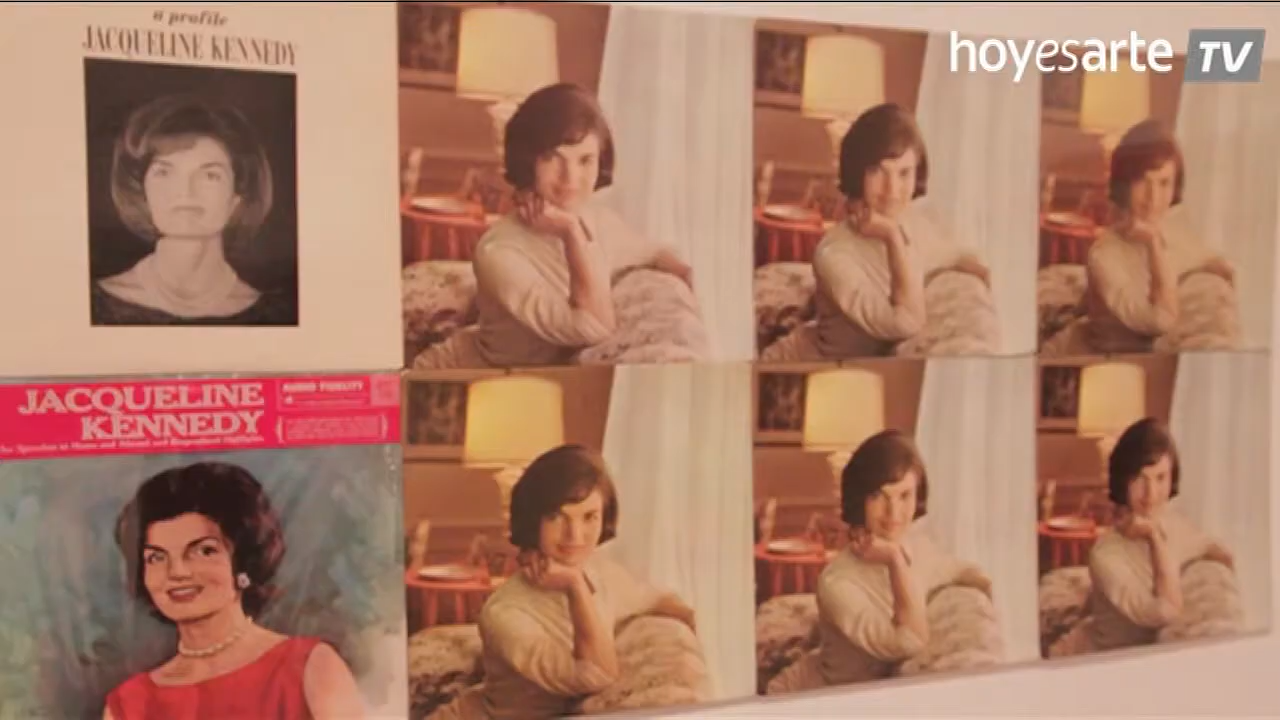 hoyesarte TV
a profile
JACQUELINE KENNEDY
JACQUELINE
KENNEDY
AUDIO FIDELITY